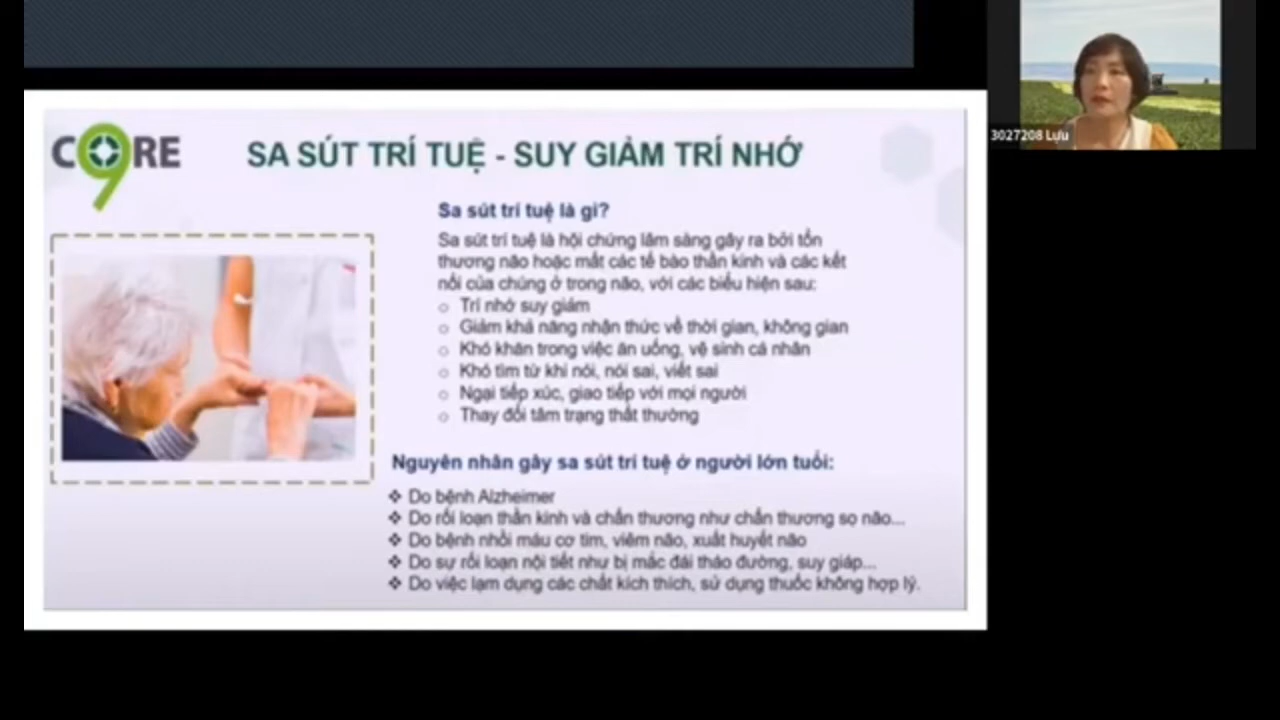 C9RE
SA SÚT TRÍ TUỆ - SUY GIẢM TRÍ NHỚ
3027208 Lưu
Sa sút trí tuệ là gì?
Sa sút trí tuệ là hội chứng lâm sàng gây ra bởi tổn
thương não hoặc mất các tế bào thần kinh và các kết
nối của chúng ở trong não, với các biểu hiện sau:
○ Trí nhớ suy giảm
○ Giảm khả năng nhận thức về thời gian, không gian
○ Khó khăn trong việc ăn uống, vệ sinh cá nhân
○ Khó tìm từ khi nói, nói sai, viết sai
○ Ngại tiếp xúc, giao tiếp với mọi người
○ Thay đổi tâm trạng thất thường
Nguyên nhân gây sa sút trí tuệ ở người lớn tuổi:
❖ Do bệnh Alzheimer
❖ Do rối loạn thần kinh và chấn thương như chấn thương sọ não...
❖ Do bệnh nhồi máu cơ tim, viêm não, xuất huyết não
❖ Do sự rối loạn nội tiết như bị mắc đái tháo đường, suy giáp...
❖ Do việc lạm dụng các chất kích thích, sử dụng thuốc không hợp lý.